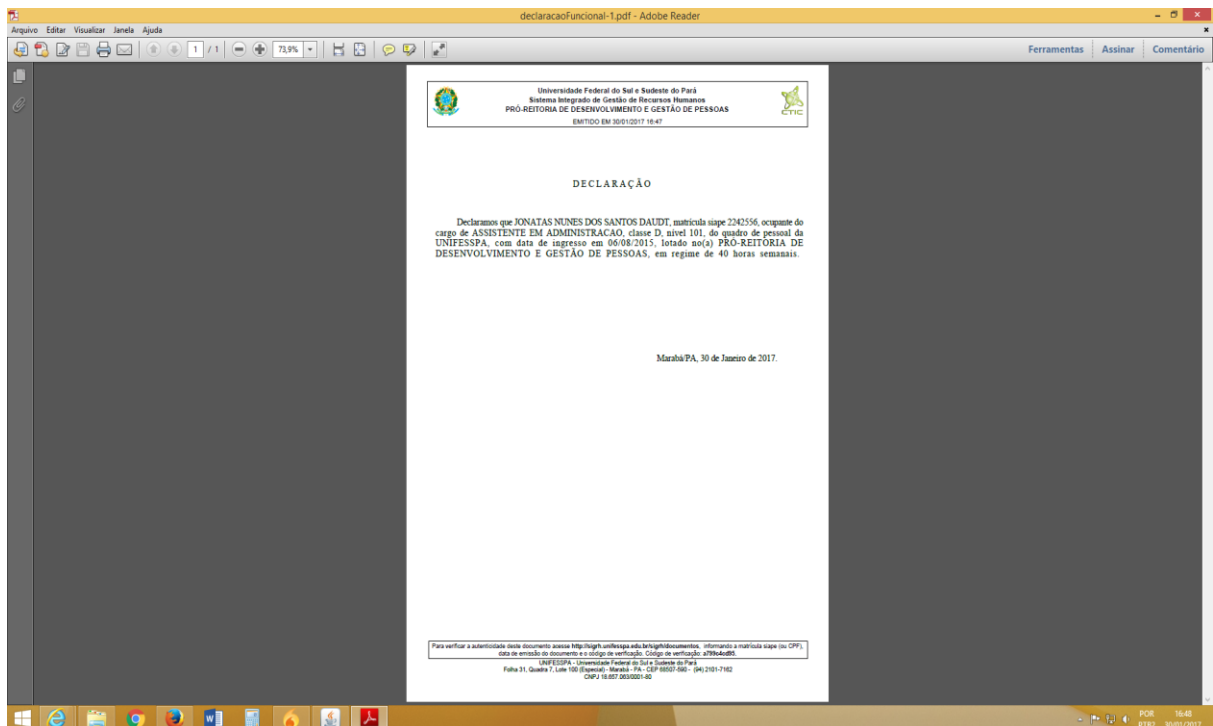 declaracaoFuncional-1.pdf - Adobe Reader
Arquivo Editar Visualizar Janela Ajuda
1 / 1 73,9% Ferramentas Assinar Comentário
Universidade Federal do Sul e Sudeste do Pará
Sistema Integrado de Gestão de Recursos Humanos
PRÓ-REITORIA DE DESENVOLVIMENTO E GESTÃO DE PESSOAS
EMITIDO EM 30/01/2017 16:47
CTIC
DECLARAÇÃO
Declaramos que JONATAS NUNES DOS SANTOS DAUDT, matrícula siape 2242556, ocupante do
cargo de ASSISTENTE EM ADMINISTRACAO, classe D, nível 101, do quadro de pessoal da
UNIFESSPA, com data de ingresso em 06/08/2015, lotado no(a) PRÓ-REITORIA DE
DESENVOLVIMENTO E GESTÃO DE PESSOAS, em regime de 40 horas semanais.
Marabá/PA, 30 de Janeiro de 2017.
Para verificar a autenticidade deste documento acesse http://sigrh.unifesspa.edu.br/sigrh/documentos, informando a matrícula siape (ou CPF),
data de emissão do documento e o código de verificação. Código de verificação:
UNIFESSPA - Universidade Federal do Sul e Sudeste do Pará
Folha 31, Quadra 7, Lote 100 (Especial) - Marabá - PA - CEP 68507-590 - (94) 2101-7162
CNPJ 18.657.063/0001-80
POR 16:48
PTB2 30/01/2017